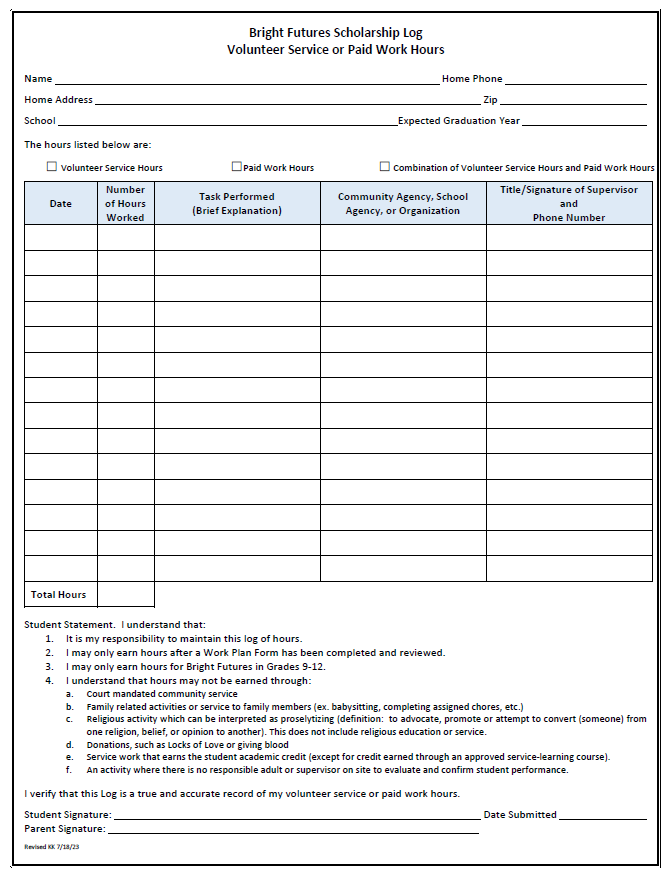 Bright Futures Scholarship Log
Volunteer Service or Paid Work Hours
Name Home Phone
Home Address Zip
School Expected Graduation Year
The hours listed below are:
☐ Volunteer Service Hours ☐ Paid Work Hours ☐ Combination of Volunteer Service Hours and Paid Work Hours
Date
Number
of Hours
Worked
Task Performed
(Brief Explanation)
Community Agency, School
Agency, or Organization
Title/Signature of Supervisor
and
Phone Number
Total Hours
Student Statement. I understand that:
1. It is my responsibility to maintain this log of hours.
2. I may only earn hours after a Work Plan Form has been completed and reviewed.
3. I may only earn hours for Bright Futures in Grades 9-12.
4. I understand that hours may not be earned through:
a. Court mandated community service
b. Family related activities or service to family members (ex. babysitting, completing assigned chores, etc.)
c. Religious activity which can be interpreted as proselytizing (definition: to advocate, promote or attempt to convert (someone) from
one religion, belief, or opinion to another). This does not include religious education or service.
d. Donations, such as Locks of Love or giving blood
e. Service work that earns the student academic credit (except for credit earned through an approved service-learning course).
f. An activity where there is no responsible adult or supervisor on site to evaluate and confirm student performance.
I verify that this Log is a true and accurate record of my volunteer service or paid work hours.
Student Signature: Date Submitted
Parent Signature:
Revised KK 7/18/23